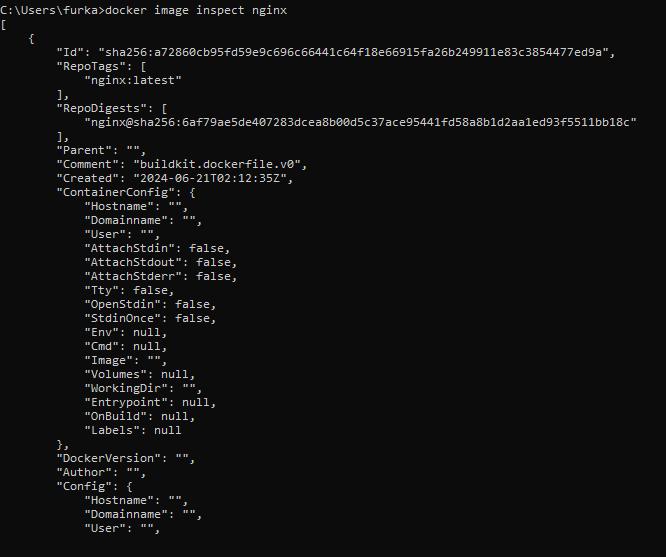 C:\Users\furka>docker image inspect nginx
[
    {
        "Id": "sha256:a72860cb95fd59e9c696c66441c64f18e66915fa26b249911e83c3854477ed9a",
        "RepoTags": [
            "nginx:latest"
        ],
        "RepoDigests": [
            "nginx@sha256:6af79ae5de407283dcea8b00d5c37ace95441fd58a8b1d2aa1ed93f5511bb18c"
        ],
        "Parent": "",
        "Comment": "buildkit.dockerfile.v0",
        "Created": "2024-06-21T02:12:35Z",
        "ContainerConfig": {
            "Hostname": "",
            "Domainname": "",
            "User": "",
            "AttachStdin": false,
            "AttachStdout": false,
            "AttachStderr": false,
            "Tty": false,
            "OpenStdin": false,
            "StdinOnce": false,
            "Env": null,
            "Cmd": null,
            "Image": "",
            "Volumes": null,
            "WorkingDir": "",
            "Entrypoint": null,
            "OnBuild": null,
            "Labels": null
        },
        "DockerVersion": "",
        "Author": "",
        "Config": {
            "Hostname": "",
            "Domainname": "",
            "User": "",